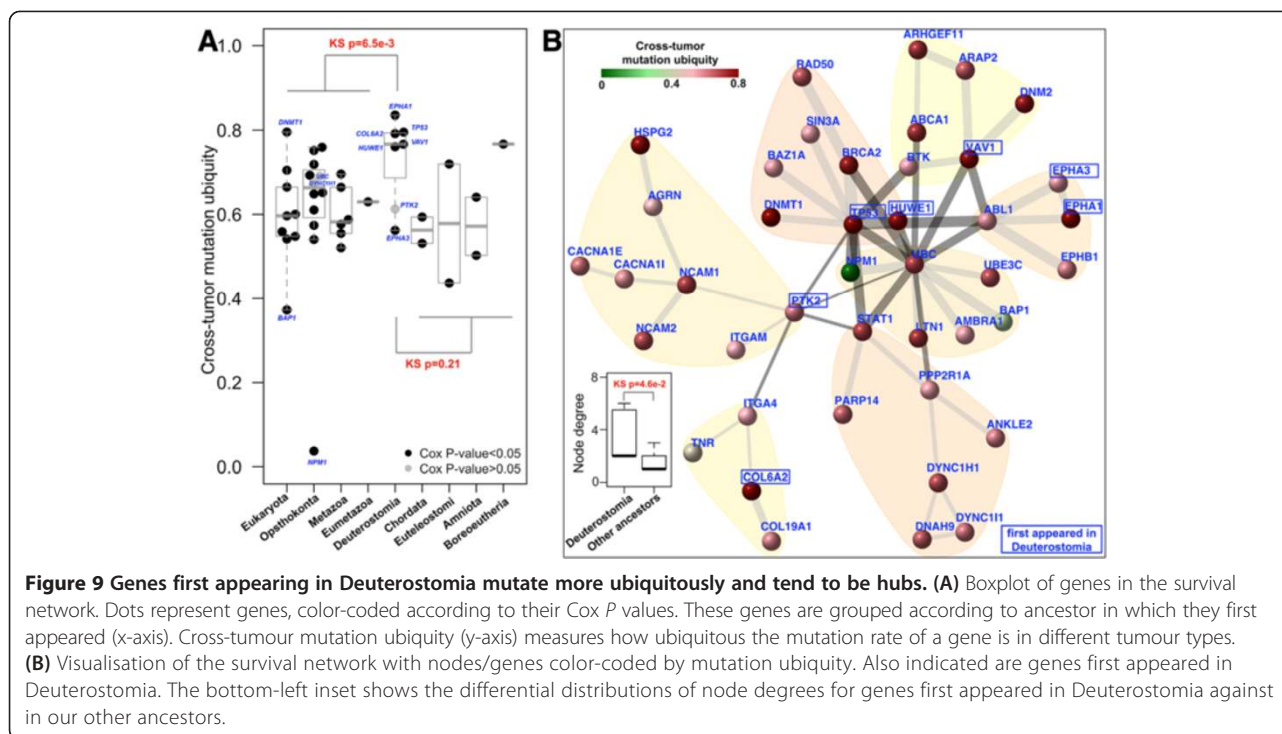 A
B
KS p=6.5e-3
Cross-tumor mutation ubiquity
1.0
0.8
0.6
0.4
0.2
0.0
DNMT1
BAP1
UBC
DYNC1H1
NPM1
EPHA1
COL6A2
TP53
HUWE1
VAV1
PTK2
EPHA3
KS p=0.21
Cox P-value<0.05
Cox P-value>0.05
Eukaryota
Opsthokonta
Metazoa
Eumetazoa
Deuterostomia
Chordata
Euteleostomi
Amniota
Boreoeutheria
Cross-tumor
mutation ubiquity
0 0.4 0.8
ARHGEF11
ARAP2
RAD50
DNM2
SIN3A
ABCA1
HSPG2
BAZ1A
BRCA2
BTK
VAV1
EPHA3
AGRN
DNMT1
TP53
HUWE1
ABL1
EPHA1
CACNA1E
CACNA1I
NCAM1
NPM1
UBC
UBE3C
EPHB1
PTK2
NCAM2
ITGAM
STAT1
LTN1
AMBRA1
BAP1
PPP2R1A
ITGA4
PARP14
ANKLE2
TNR
COL6A2
DYNC1H1
COL19A1
DNAH9
DYNC1I1
KS p=4.6e-2
Node degree
8
4
0
Deuterostomia
Other ancestors
first appeared in
Deuterostomia
Figure 9 Genes first appearing in Deuterostomia mutate more ubiquitously and tend to be hubs. (A) Boxplot of genes in the survival
network. Dots represent genes, color-coded according to their Cox P values. These genes are grouped according to ancestor in which they first
appeared (x-axis). Cross-tumour mutation ubiquity (y-axis) measures how ubiquitous the mutation rate of a gene is in different tumour types.
(B) Visualisation of the survival network with nodes/genes color-coded by mutation ubiquity. Also indicated are genes first appeared in
Deuterostomia. The bottom-left inset shows the differential distributions of node degrees for genes first appeared in Deuterostomia against
in our other ancestors.